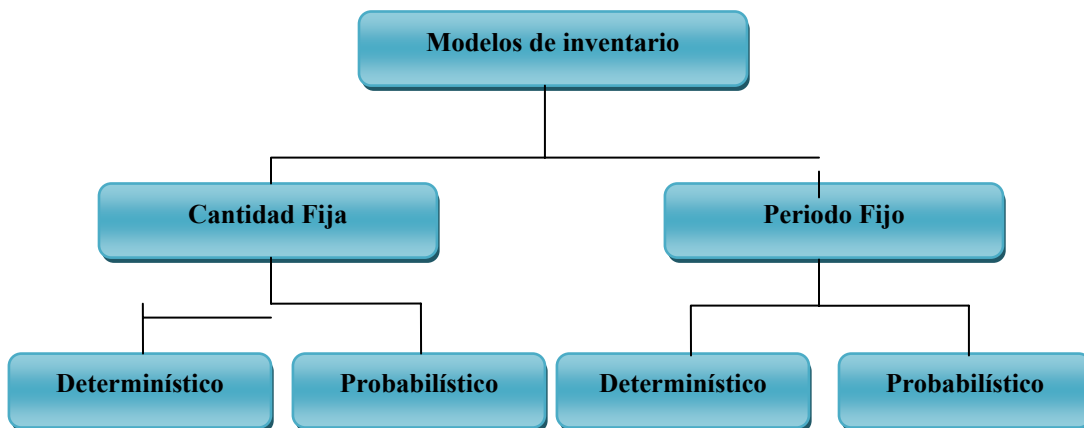 Modelos de inventario
Cantidad Fija
Periodo Fijo
Determinístico
Probabilístico
Determinístico
Probabilístico